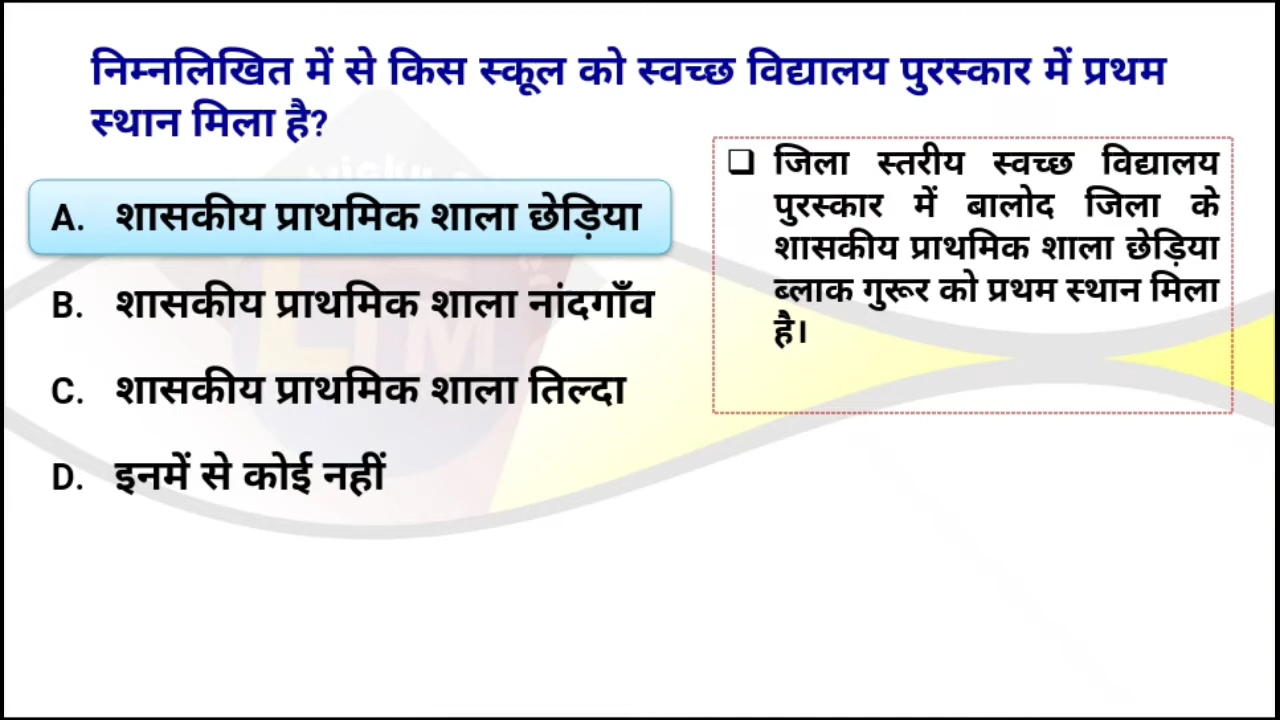 निम्नलिखित में से किस स्कूल को स्वच्छ विद्यालय पुरस्कार में प्रथम
स्थान मिला है?
A. शासकीय प्राथमिक शाला छेड़िया
B. शासकीय प्राथमिक शाला नांदगाँव
C. शासकीय प्राथमिक शाला तिल्दा
D. इनमें से कोई नहीं
❑ जिला स्तरीय स्वच्छ विद्यालय
पुरस्कार में बालोद जिला के
शासकीय प्राथमिक शाला छेड़िया
ब्लाक गुरूर को प्रथम स्थान मिला
है।
LTM